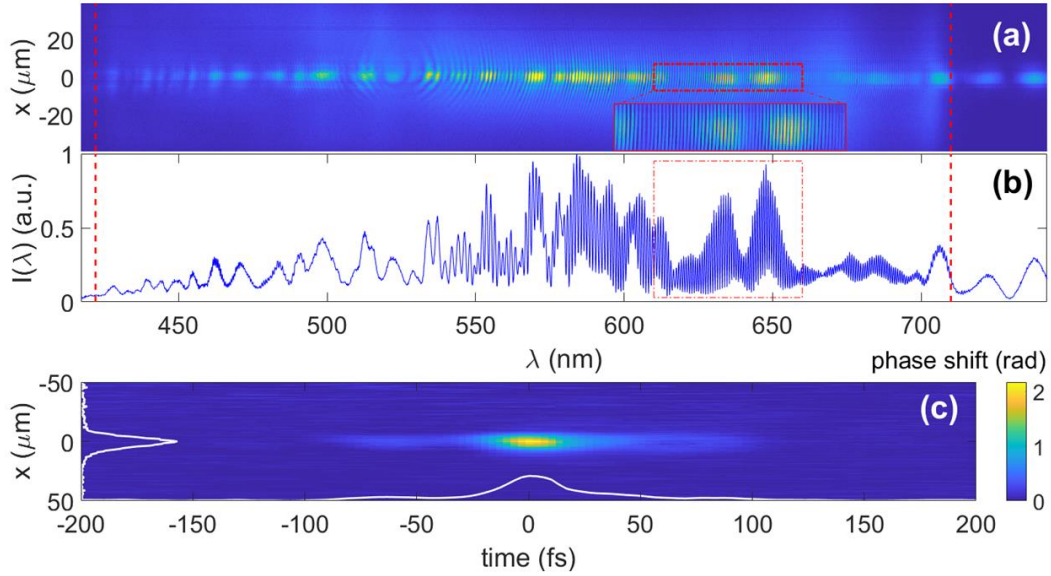 (a)
x (μm)
20
0
-20
(b)
I(λ) (a.u.)
1
0.5
0
450 500 550 600 650 700
λ (nm)
phase shift (rad)
(c)
x (μm)
-50
0
50
2
1
0
-200 -150 -100 -50 0 50 100 150 200
time (fs)